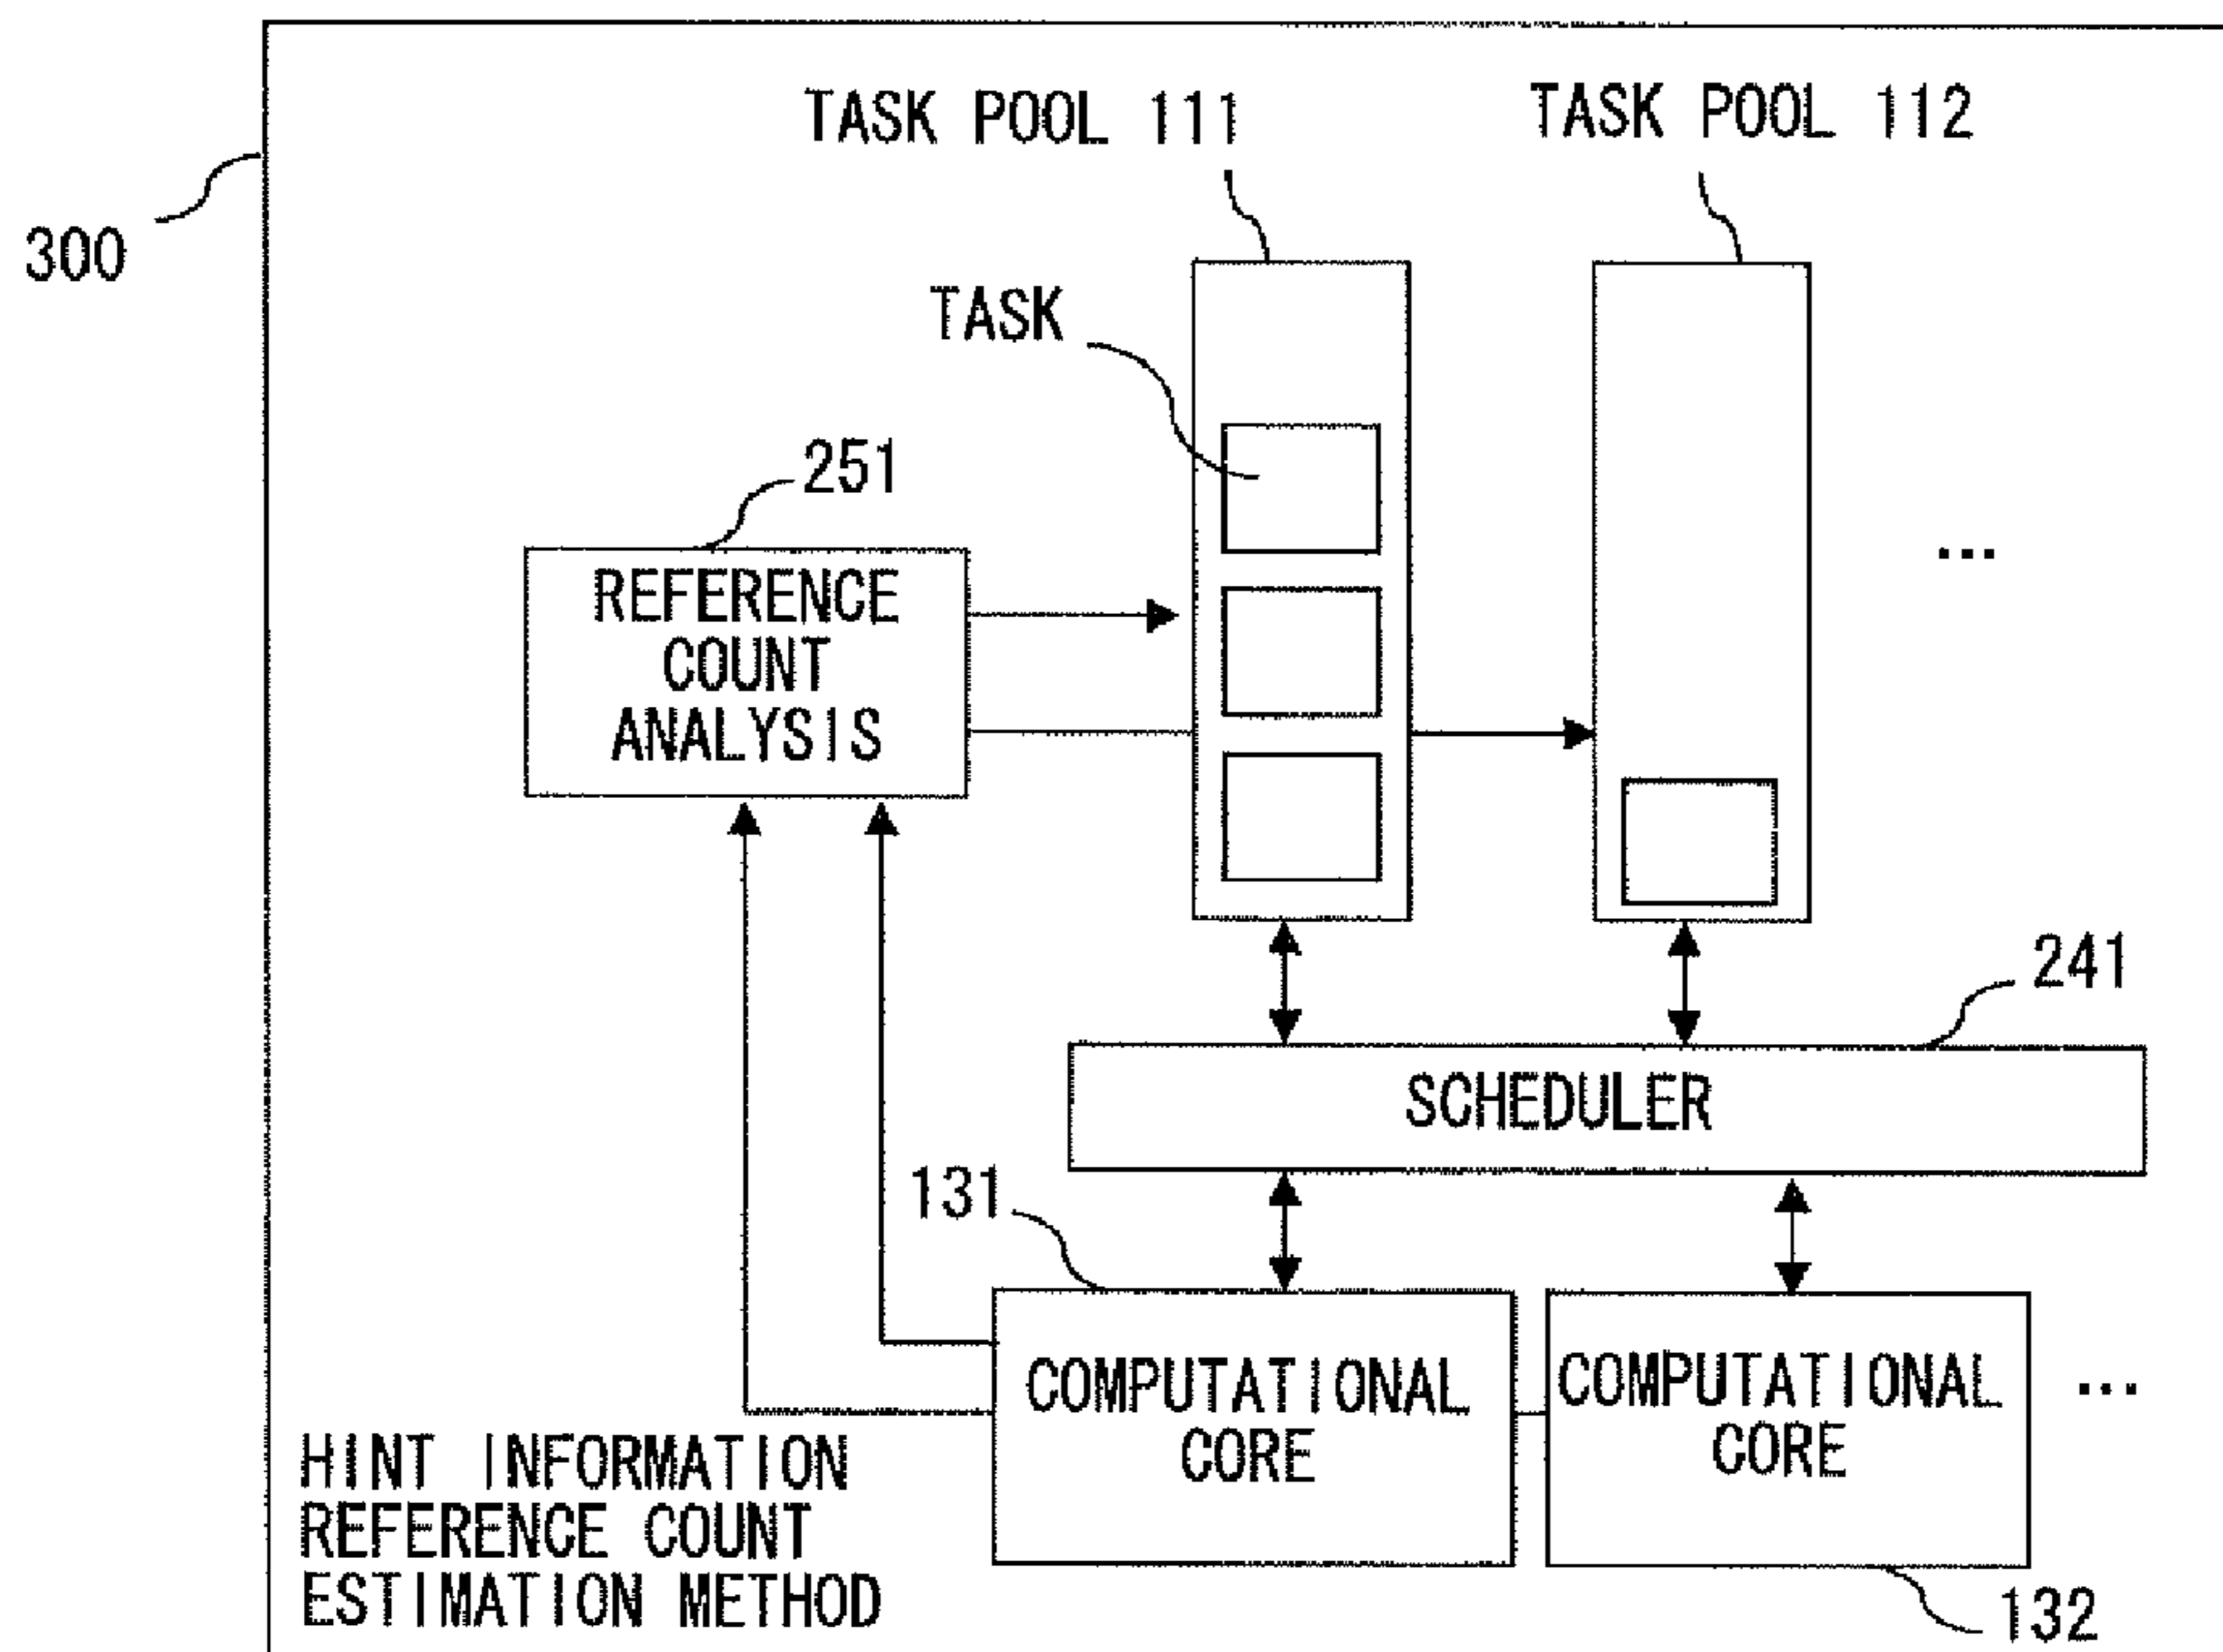 TASK POOL 111
TASK POOL 112
300
TASK
251
...
REFERENCE
COUNT
ANALYSIS
241
SCHEDULER
131
COMPUTATIONAL
CORE
COMPUTATIONAL
CORE
...
HINT INFORMATION
REFERENCE COUNT
ESTIMATION METHOD
132